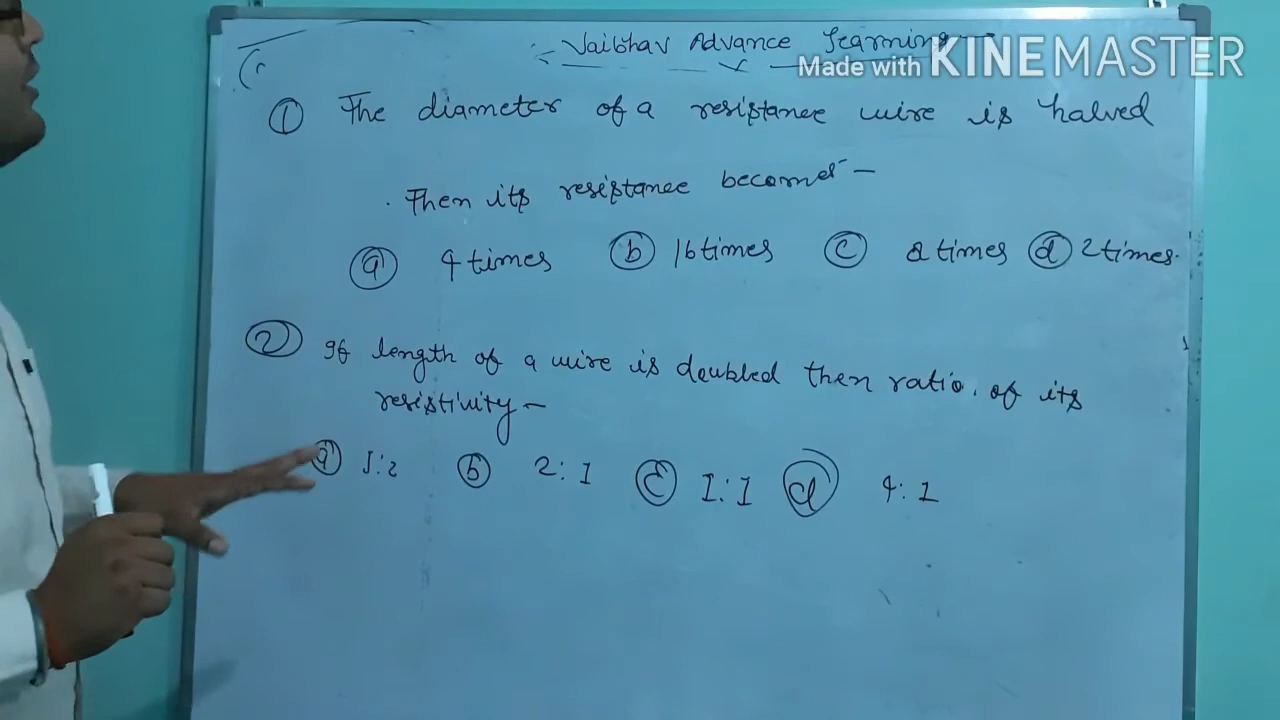 Vaibhav Advance Learning
Made with KINEMASTER
① The diameter of a resistance wire is halved
Then its resistance becomes -
ⓐ 4 times ⓑ 16 times ⓒ 8 times ⓓ 2 times.
② If length of a wire is doubled then ratio of its
resistivity -
ⓐ 1:2 ⓑ 2:1 ⓒ 1:1 ⓓ 4:1